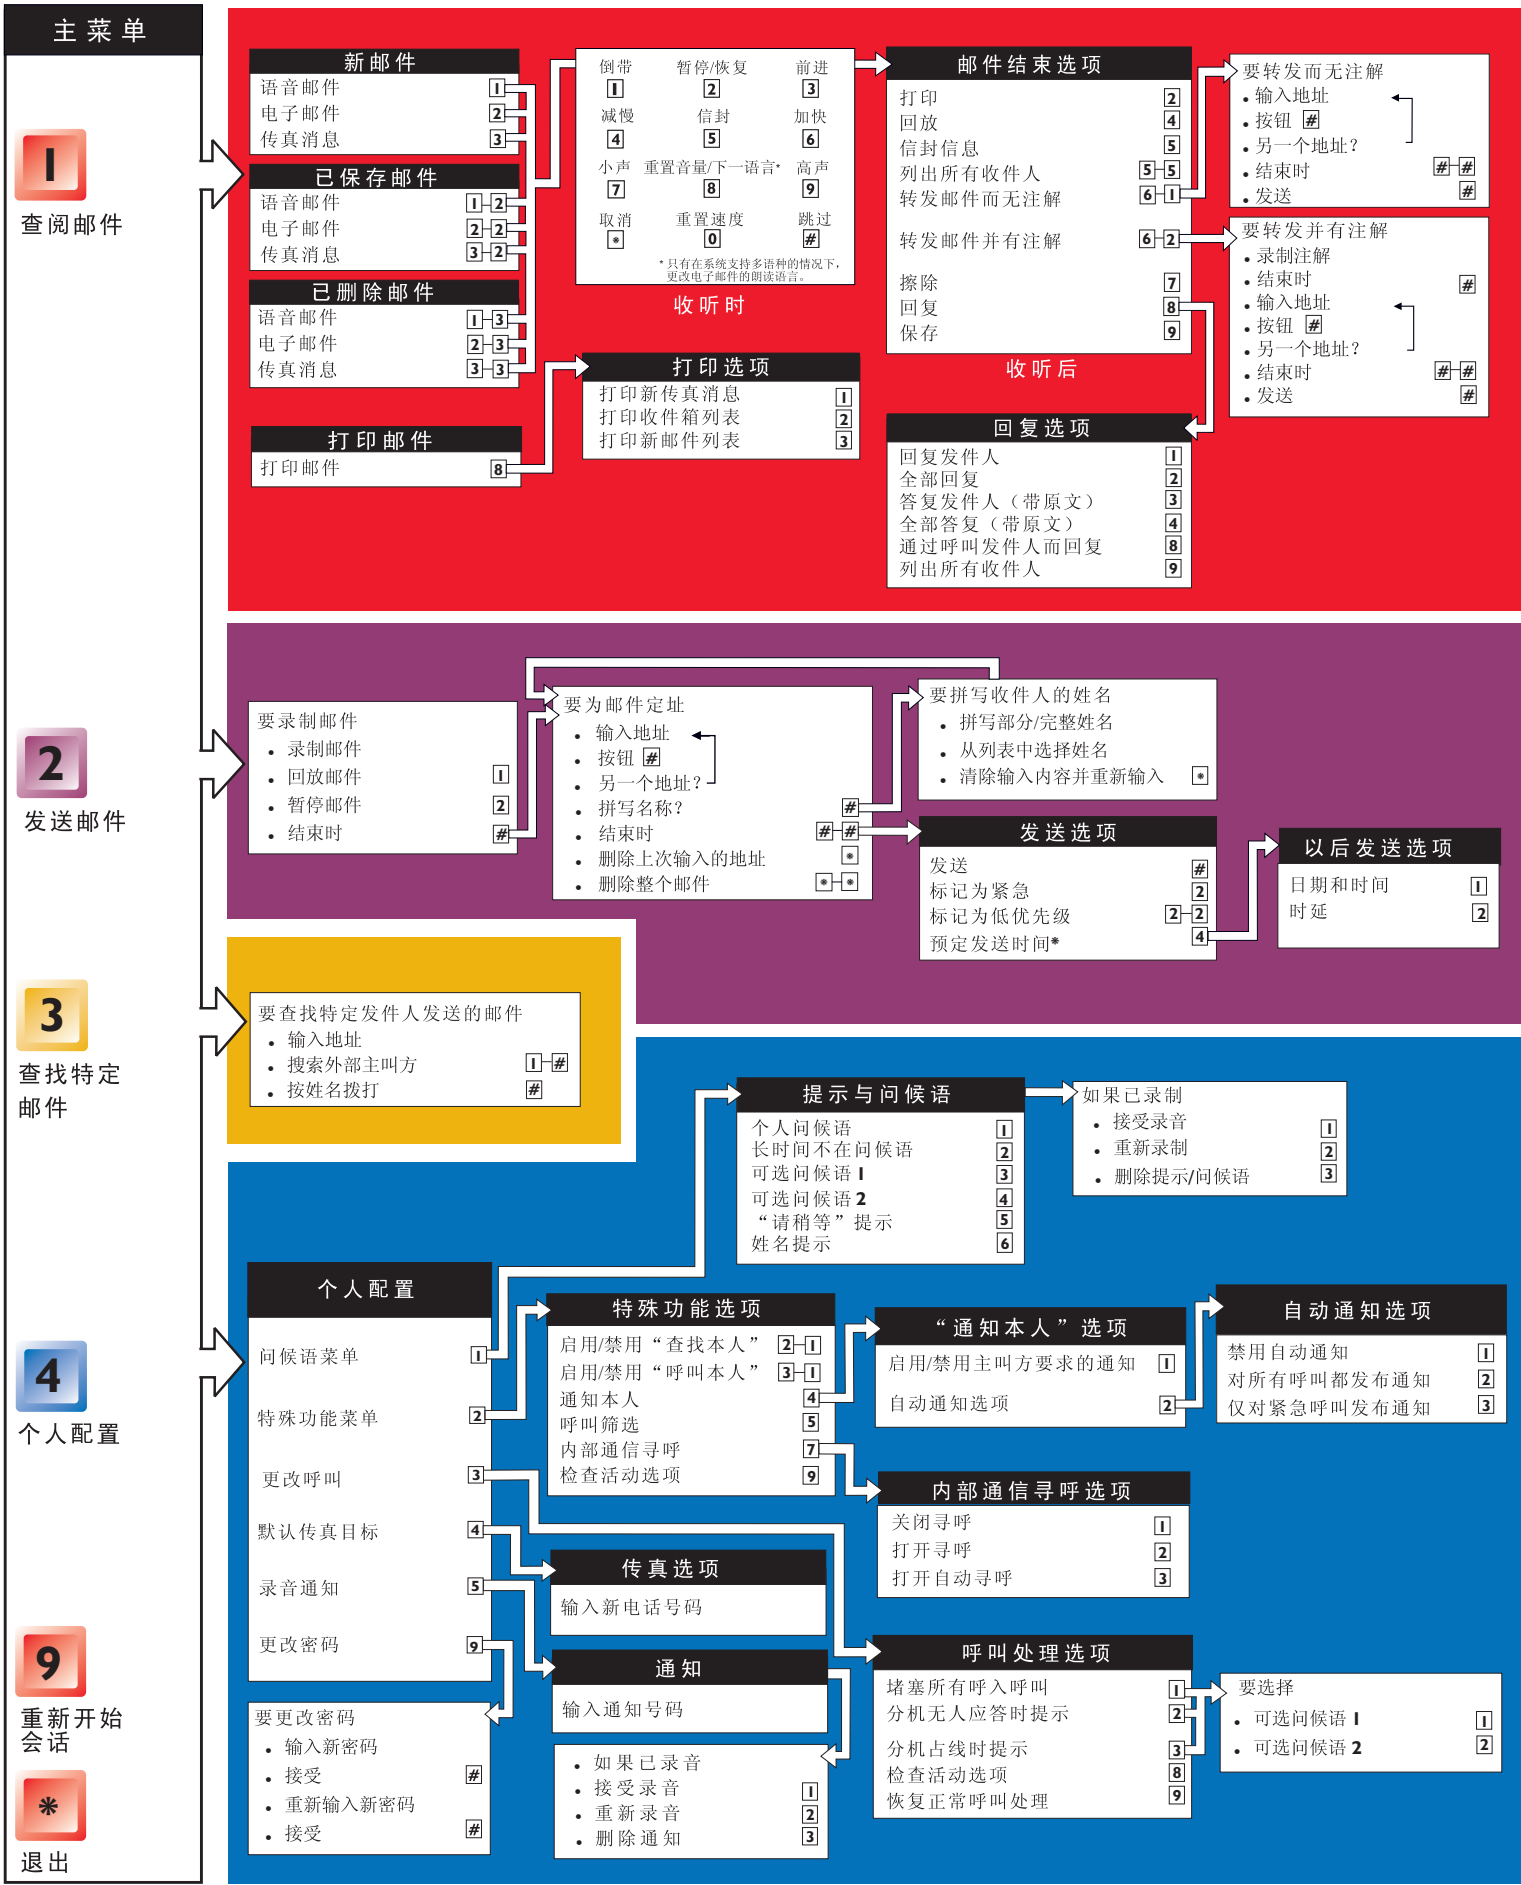 主菜单
1
查阅邮件
2
发送邮件
3
查找特定
邮件
4
个人配置
9
重新开始
会话
*
退出
新邮件
语音邮件 1
电子邮件 2
传真消息 3
已保存邮件
语音邮件 1-2
电子邮件 2-2
传真消息 3-2
已删除邮件
语音邮件 1-3
电子邮件 2-3
传真消息 3-3
打印邮件
打印邮件 8
倒带 暂停/恢复 前进
1 2 3
减慢 信封 加快
4 5 6
小声 重置音量/下一语言* 高声
7 8 9
取消 重置速度 跳过
* 0 #
* 只有在系统支持多语种的情况下，
更改电子邮件的朗读语言。
收听时
打印选项
打印新传真消息 1
打印收件箱列表 2
打印新邮件列表 3
邮件结束选项
打印 2
回放 4
信封信息 5
列出所有收件人 5-5
转发邮件而无注解 6-1
转发邮件并有注解 6-2
擦除 7
回复 8
保存 9
收听后
回复选项
回复发件人 1
全部回复 2
答复发件人（带原文） 3
全部答复（带原文） 4
通过呼叫发件人而回复 8
列出所有收件人 9
要转发而无注解
• 输入地址
• 按钮 #
• 另一个地址?
• 结束时 #-#
• 发送 #
要转发并有注解
• 录制注解
• 结束时 #
• 输入地址
• 按钮 #
• 另一个地址?
• 结束时 #-#
• 发送 #
要录制邮件
• 录制邮件
• 回放邮件 1
• 暂停邮件 2
• 结束时 #
要为邮件定址
• 输入地址
• 按钮 #
• 另一个地址?
• 拼写名称? #
• 结束时 #-#
• 删除上次输入的地址 *
• 删除整个邮件 *-*
要拼写收件人的姓名
• 拼写部分/完整姓名
• 从列表中选择姓名
• 清除输入内容并重新输入 *
发送选项
发送 #
标记为紧急 2
标记为低优先级 2-2
预定发送时间* 4
以后发送选项
日期和时间 1
时延 2
要查找特定发件人发送的邮件
• 输入地址
• 搜索外部主叫方 1-#
• 按姓名拨打 #
个人配置
问候语菜单 1
特殊功能菜单 2
更改呼叫 3
默认传真目标 4
录音通知 5
更改密码 9
要更改密码
• 输入新密码
• 接受 #
• 重新输入新密码
• 接受 #
提示与问候语
个人问候语 1
长时间不在问候语 2
可选问候语 1 3
可选问候语 2 4
“请稍等”提示 5
姓名提示 6
如果已录制
• 接受录音 1
• 重新录制 2
• 删除提示/问候语 3
特殊功能选项
启用/禁用“查找本人” 2-1
启用/禁用“呼叫本人” 3-1
通知本人 4
呼叫筛选 5
内部通信寻呼 7
检查活动选项 9
“通知本人”选项
启用/禁用主叫方要求的通知 1
自动通知选项 2
自动通知选项
禁用自动通知 1
对所有呼叫都发布通知 2
仅对紧急呼叫发布通知 3
内部通信寻呼选项
关闭寻呼 1
打开寻呼 2
打开自动寻呼 3
传真选项
输入新电话号码
通知
输入通知号码
• 如果已录音
• 接受录音 1
• 重新录音 2
• 删除通知 3
呼叫处理选项
堵塞所有呼入呼叫 1
分机无人应答时提示 2
分机占线时提示 3
检查活动选项 8
恢复正常呼叫处理 9
要选择
• 可选问候语 1 1
• 可选问候语 2 2